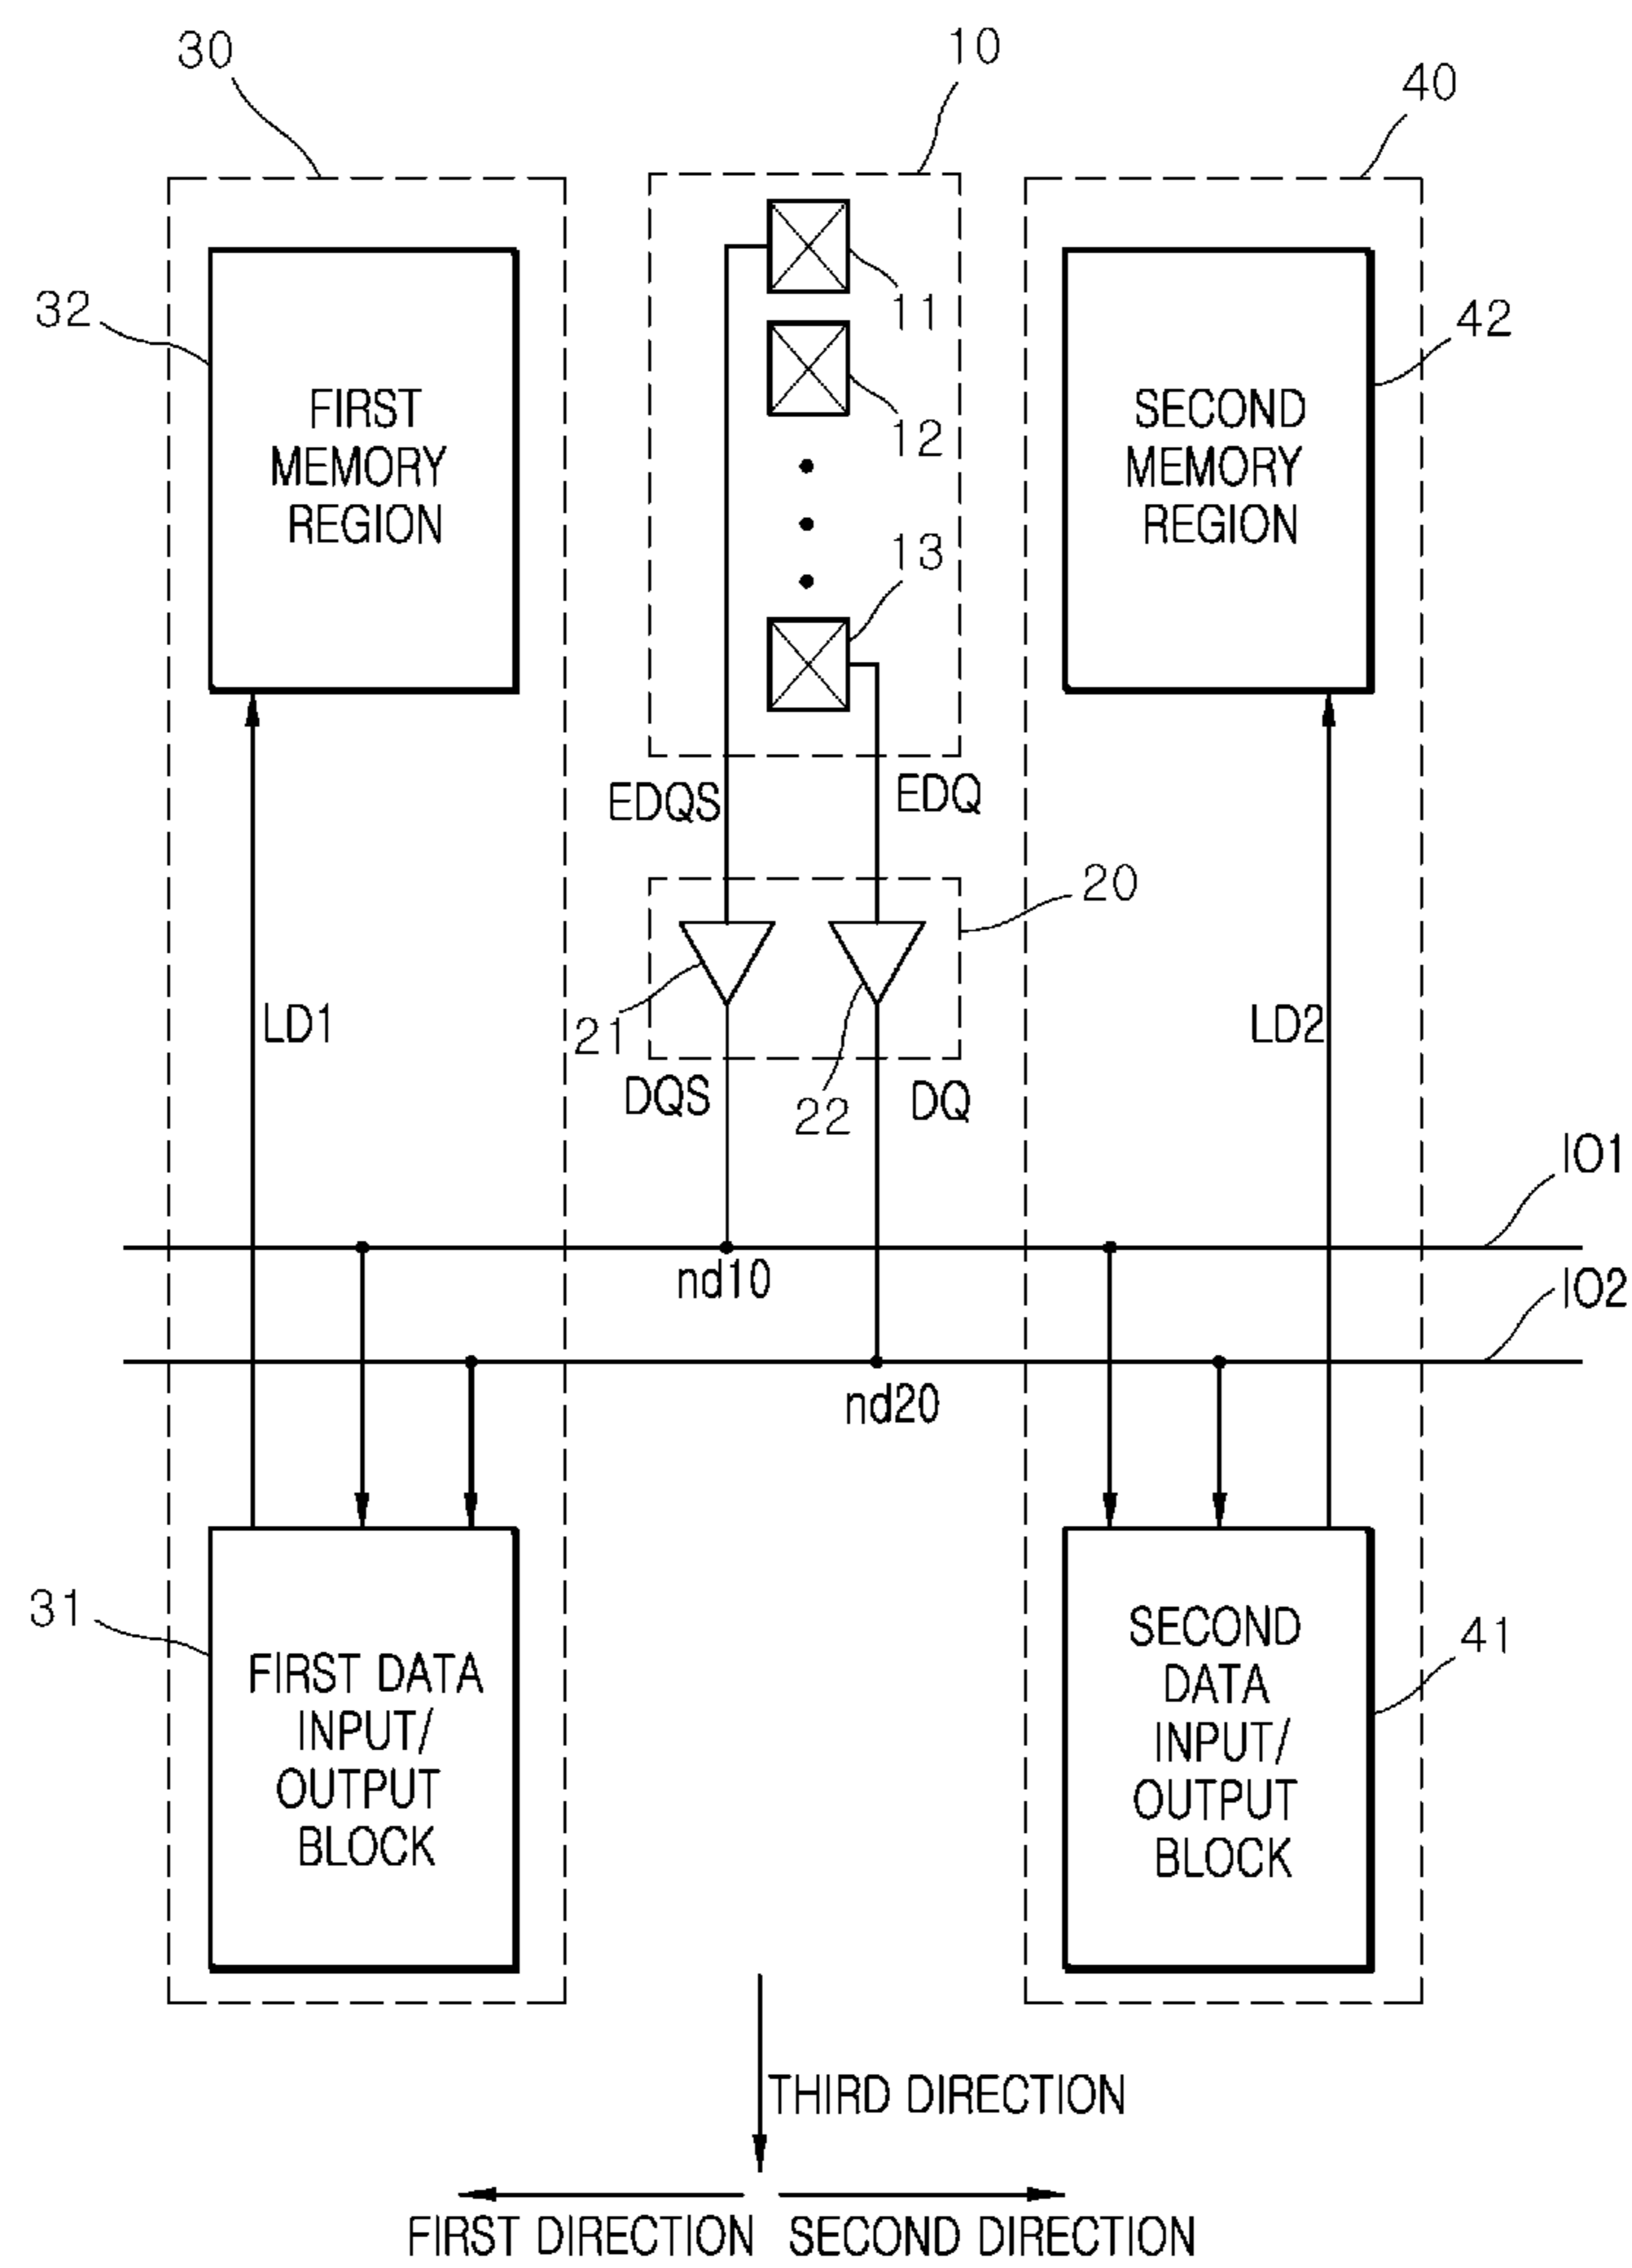 30
10
40
11
32
42
FIRST
MEMORY
REGION
12
SECOND
MEMORY
REGION
13
EDQS
EDQ
20
LD1
21
LD2
DQS
22
DQ
IO1
nd10
IO2
nd20
31
FIRST DATA
INPUT/
OUTPUT
BLOCK
SECOND
DATA
INPUT/
OUTPUT
BLOCK
41
THIRD DIRECTION
FIRST DIRECTION
SECOND DIRECTION